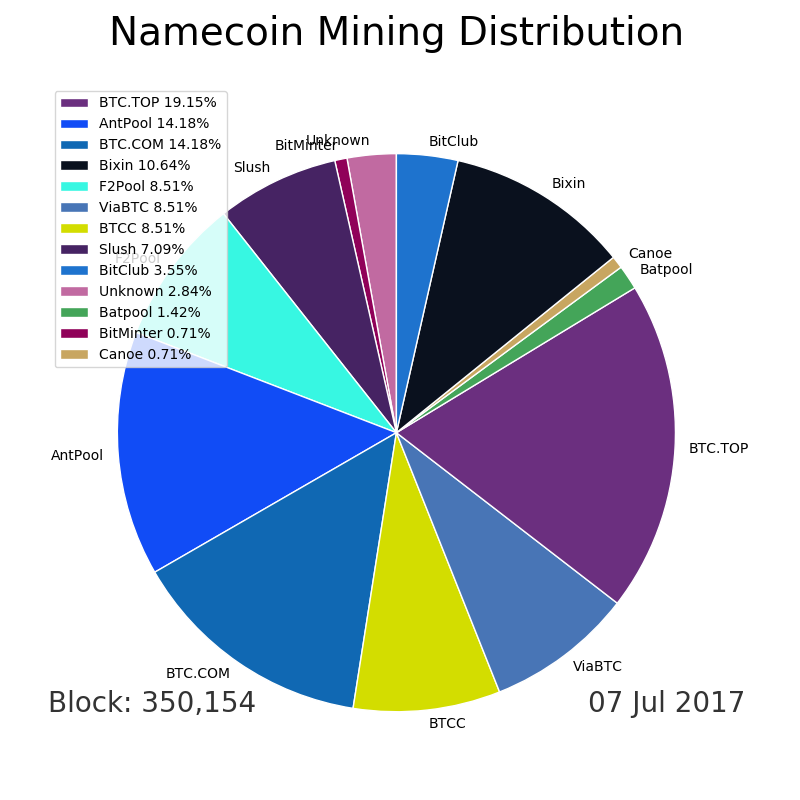 Namecoin Mining Distribution
BTC.TOP 19.15%
AntPool 14.18%
BTC.COM 14.18%
Bixin 10.64%
F2Pool 8.51%
ViaBTC 8.51%
BTCC 8.51%
Slush 7.09%
BitClub 3.55%
Unknown 2.84%
Batpool 1.42%
BitMinter 0.71%
Canoe 0.71%
Unknown
BitClub
BitMinter
Slush
Bixin
Canoe
F2Pool
Batpool
BTC.TOP
AntPool
ViaBTC
BTC.COM
BTCC
Block: 350,154
07 Jul 2017